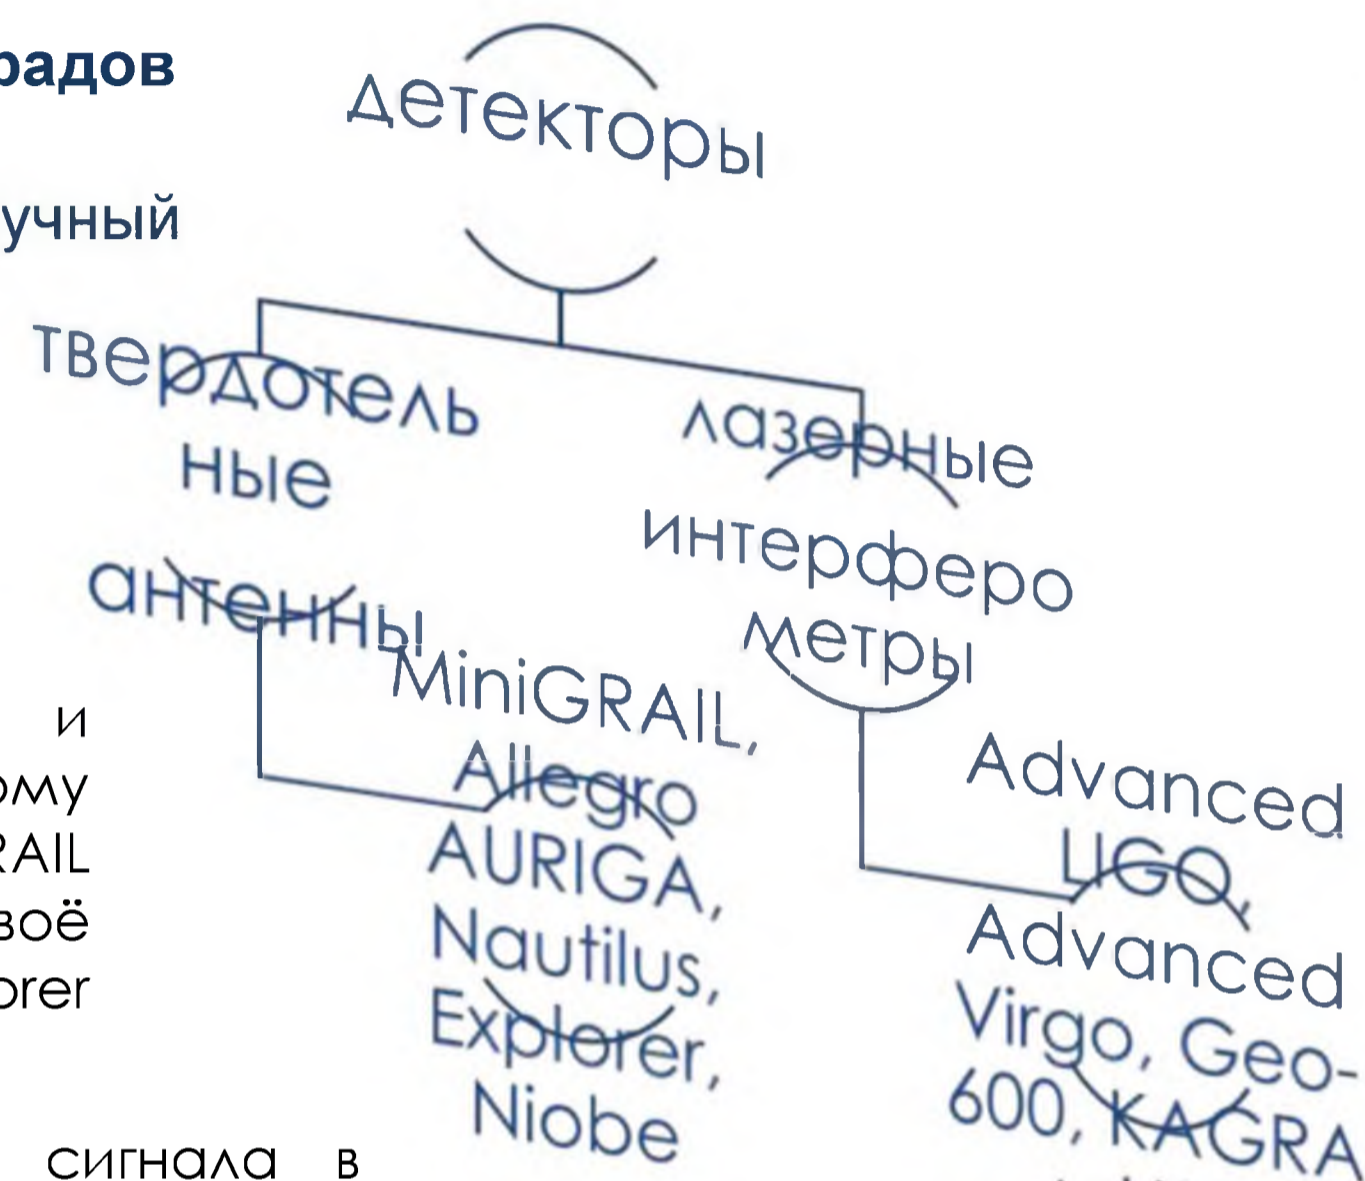 радов
учный
детекторы
твердотель
ные
антенны
лазерные
интерферо
метры
MiniGRAIL,
Allegro
AURIGA,
Nautilus,
Explorer,
Niobe
Advanced
LIGO,
Advanced
Virgo, Geo-
600, KAGRA
и
ому
RAIL
воё
orer
сигнала в